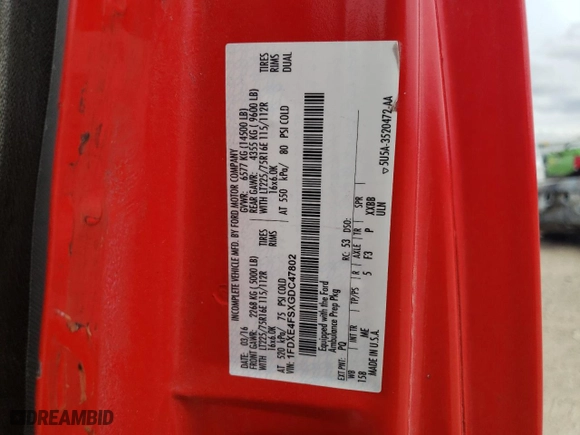 INCOMPLETE VEHICLE MFD. BY FORD MOTOR COMPANY
DATE: 03/16 GVWR: 6577 KG (14500 LB)
FRONT GAWR: 2268 KG (5000 LB) REAR GAWR: 4355 KG (9600 LB)
WITH LT225/75R16E 115/112R TIRES WITH LT225/75R16E 115/112R TIRES
16x6.0K RIMS 16x6.0K RIMS
AT 520 kPa/ 75 PSI COLD AT 550 kPa/ 80 PSI COLD DUAL
VIN: 1FDXE4FSXGDC47802
Equipped with the Ford
Ambulance Prep Pkg
EXT PNT: PQ RC: 53 DSO:
WB INT TR TP/PS R AXLE TR SPR
158 ME 5 F3 P XXBB
ULN
MADE IN U.S.A.
▽ 5U5A-3520472-AA
DREAMBID